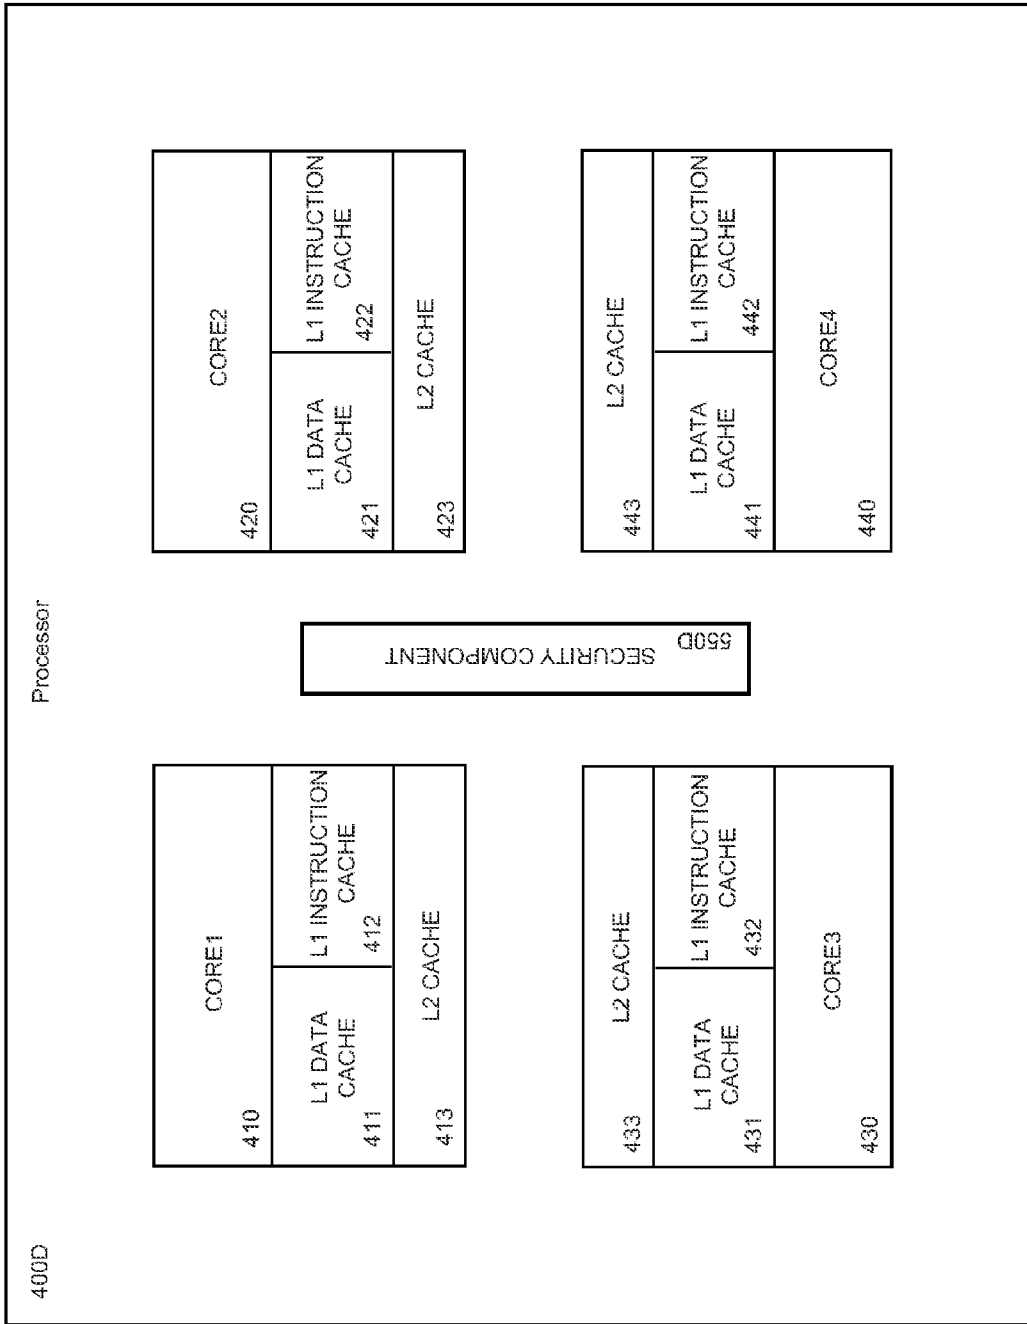 400D
Processor
CORE1
410
L1 DATA
CACHE
411
L1 INSTRUCTION
CACHE
412
L2 CACHE
413
CORE2
420
L1 DATA
CACHE
421
L1 INSTRUCTION
CACHE
422
L2 CACHE
423
SECURITY COMPONENT
550D
L2 CACHE
433
L1 DATA
CACHE
431
L1 INSTRUCTION
CACHE
432
CORE3
430
L2 CACHE
443
L1 DATA
CACHE
441
L1 INSTRUCTION
CACHE
442
CORE4
440